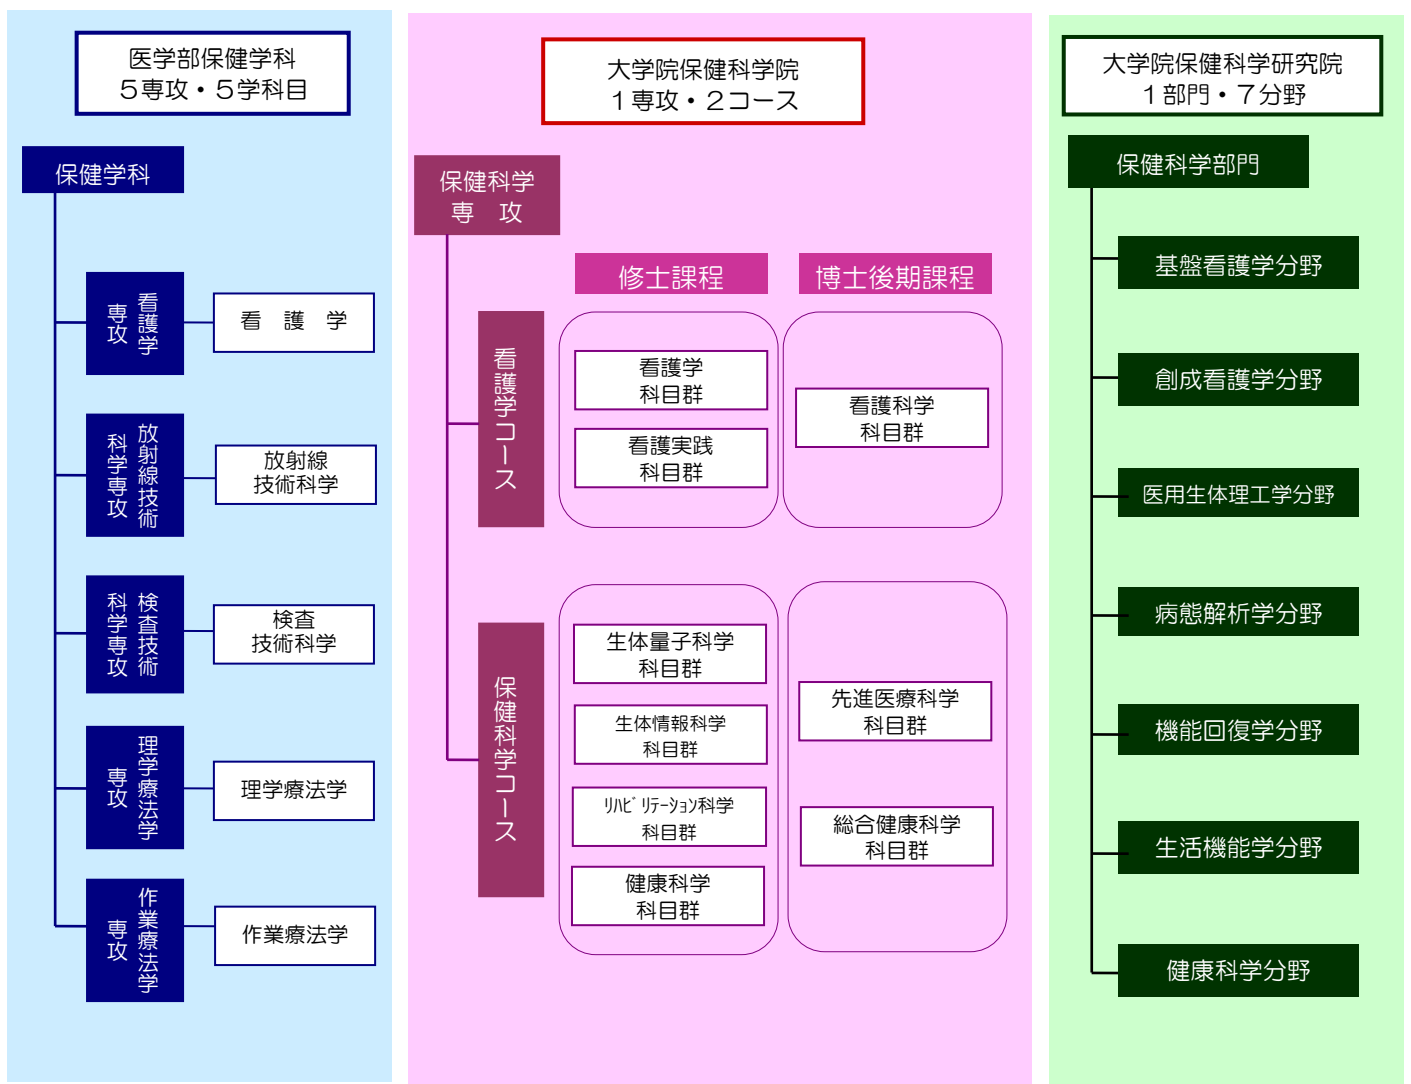 医学部保健学科
５専攻・５学科目
保健学科
看護学
専攻
看　護　学
放射線技術
科学専攻
放射線
技術科学
検査技術
科学専攻
検査
技術科学
理学療法学
専攻
理学療法学
作業療法学
専攻
作業療法学
大学院保健科学院
１専攻・２コース
保健科学
専　攻
修士課程
博士後期課程
看護学コース
看護学
科目群
看護実践
科目群
看護科学
科目群
保健科学コース
生体量子科学
科目群
生体情報科学
科目群
ﾘﾊﾋﾞﾘﾃｰｼｮﾝ科学
科目群
健康科学
科目群
先進医療科学
科目群
総合健康科学
科目群
大学院保健科学研究院
１部門・７分野
保健科学部門
基盤看護学分野
創成看護学分野
医用生体理工学分野
病態解析学分野
機能回復学分野
生活機能学分野
健康科学分野